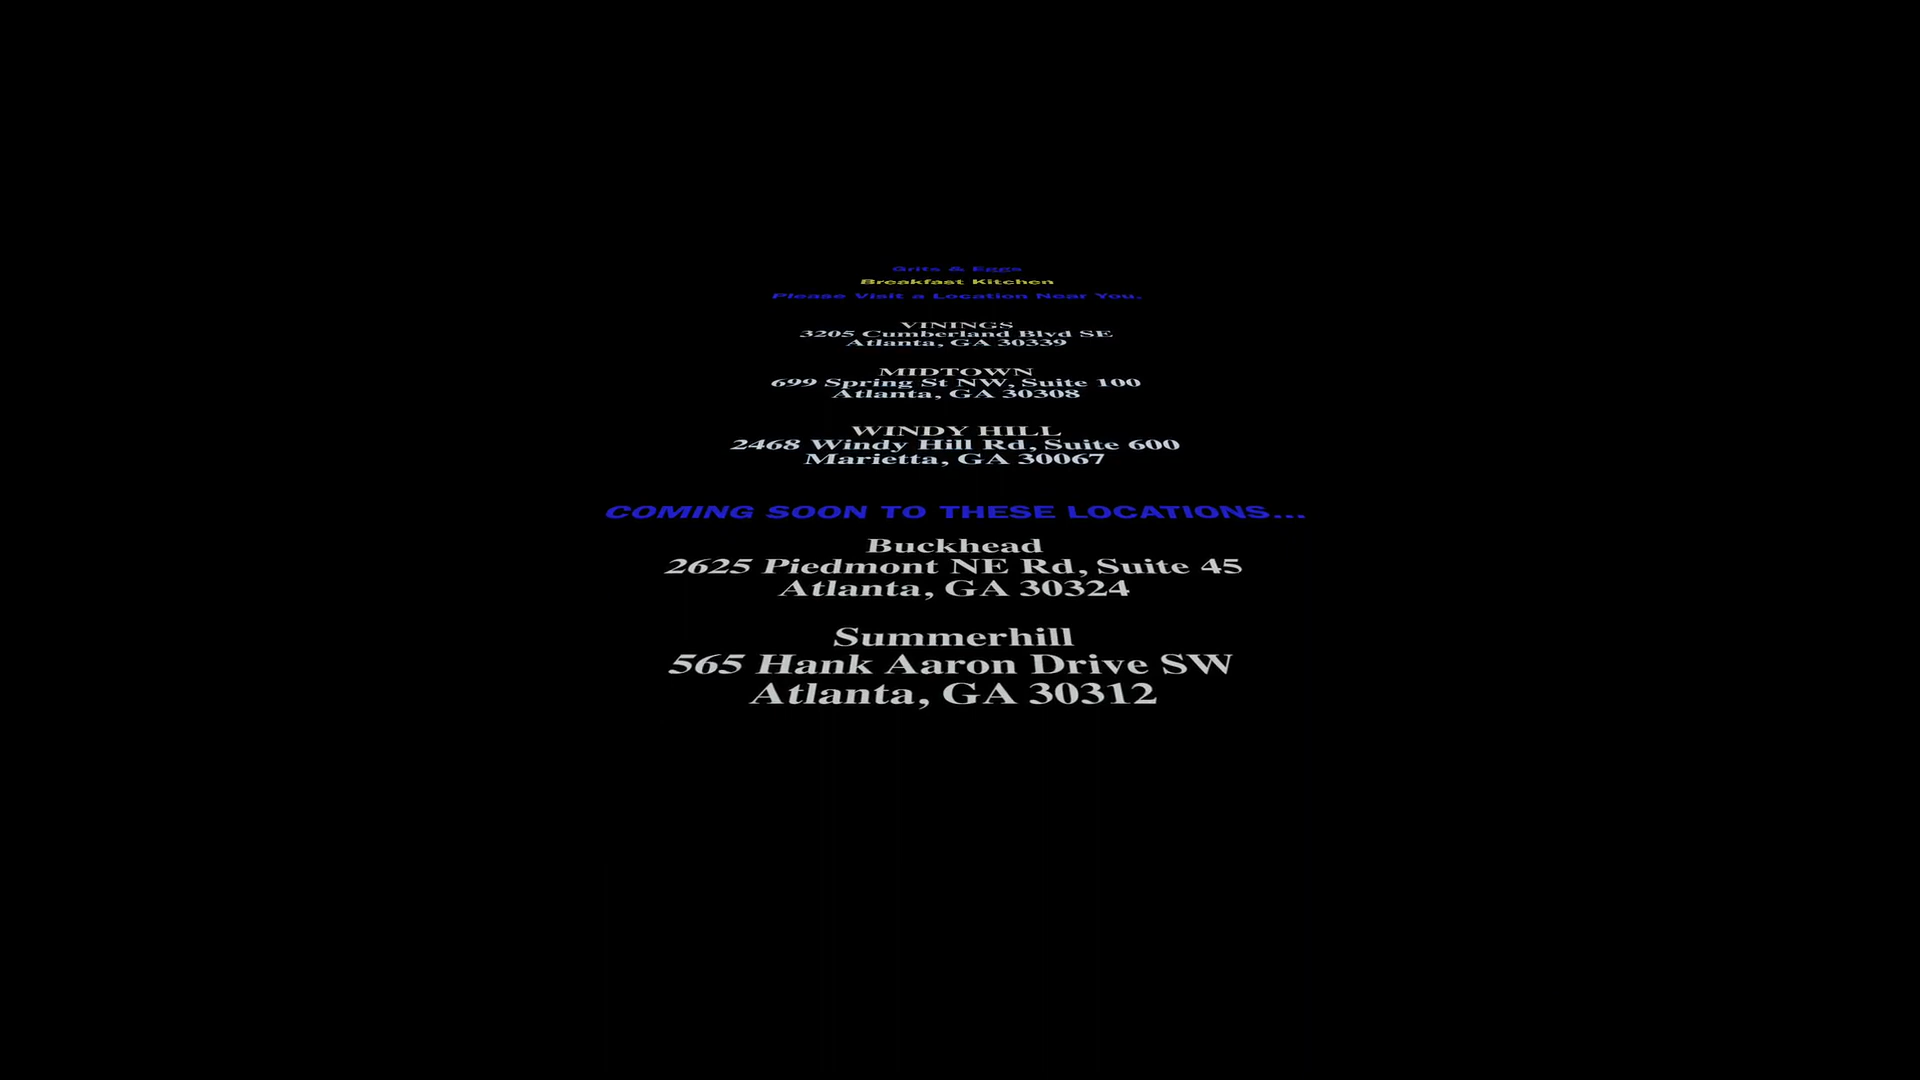 Grits & Eggs
Breakfast Kitchen
Please Visit a Location Near You.
VININGS
3205 Cumberland Blvd SE
Atlanta, GA 30339
MIDTOWN
699 Spring St NW, Suite 100
Atlanta, GA 30308
WINDY HILL
2468 Windy Hill Rd, Suite 600
Marietta, GA 30067
COMING SOON TO THESE LOCATIONS...
Buckhead
2625 Piedmont NE Rd, Suite 45
Atlanta, GA 30324
Summerhill
565 Hank Aaron Drive SW
Atlanta, GA 30312